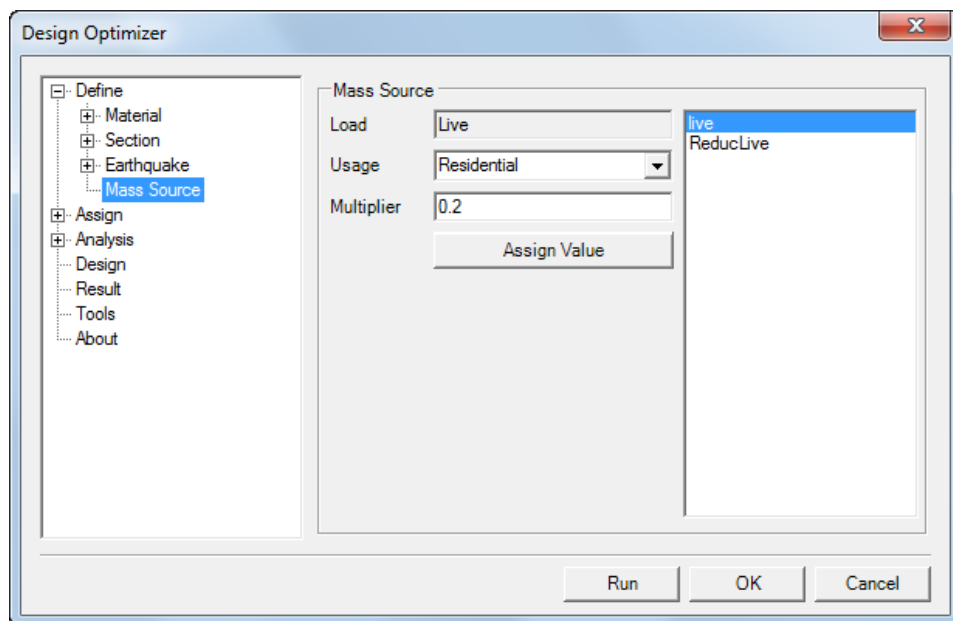 Design Optimizer
Define
Material
Section
Earthquake
Mass Source
Assign
Analysis
Design
Result
Tools
About
Mass Source
Load Live
Usage Residential
Multiplier 0.2
Assign Value
live
ReducLive
Run OK Cancel